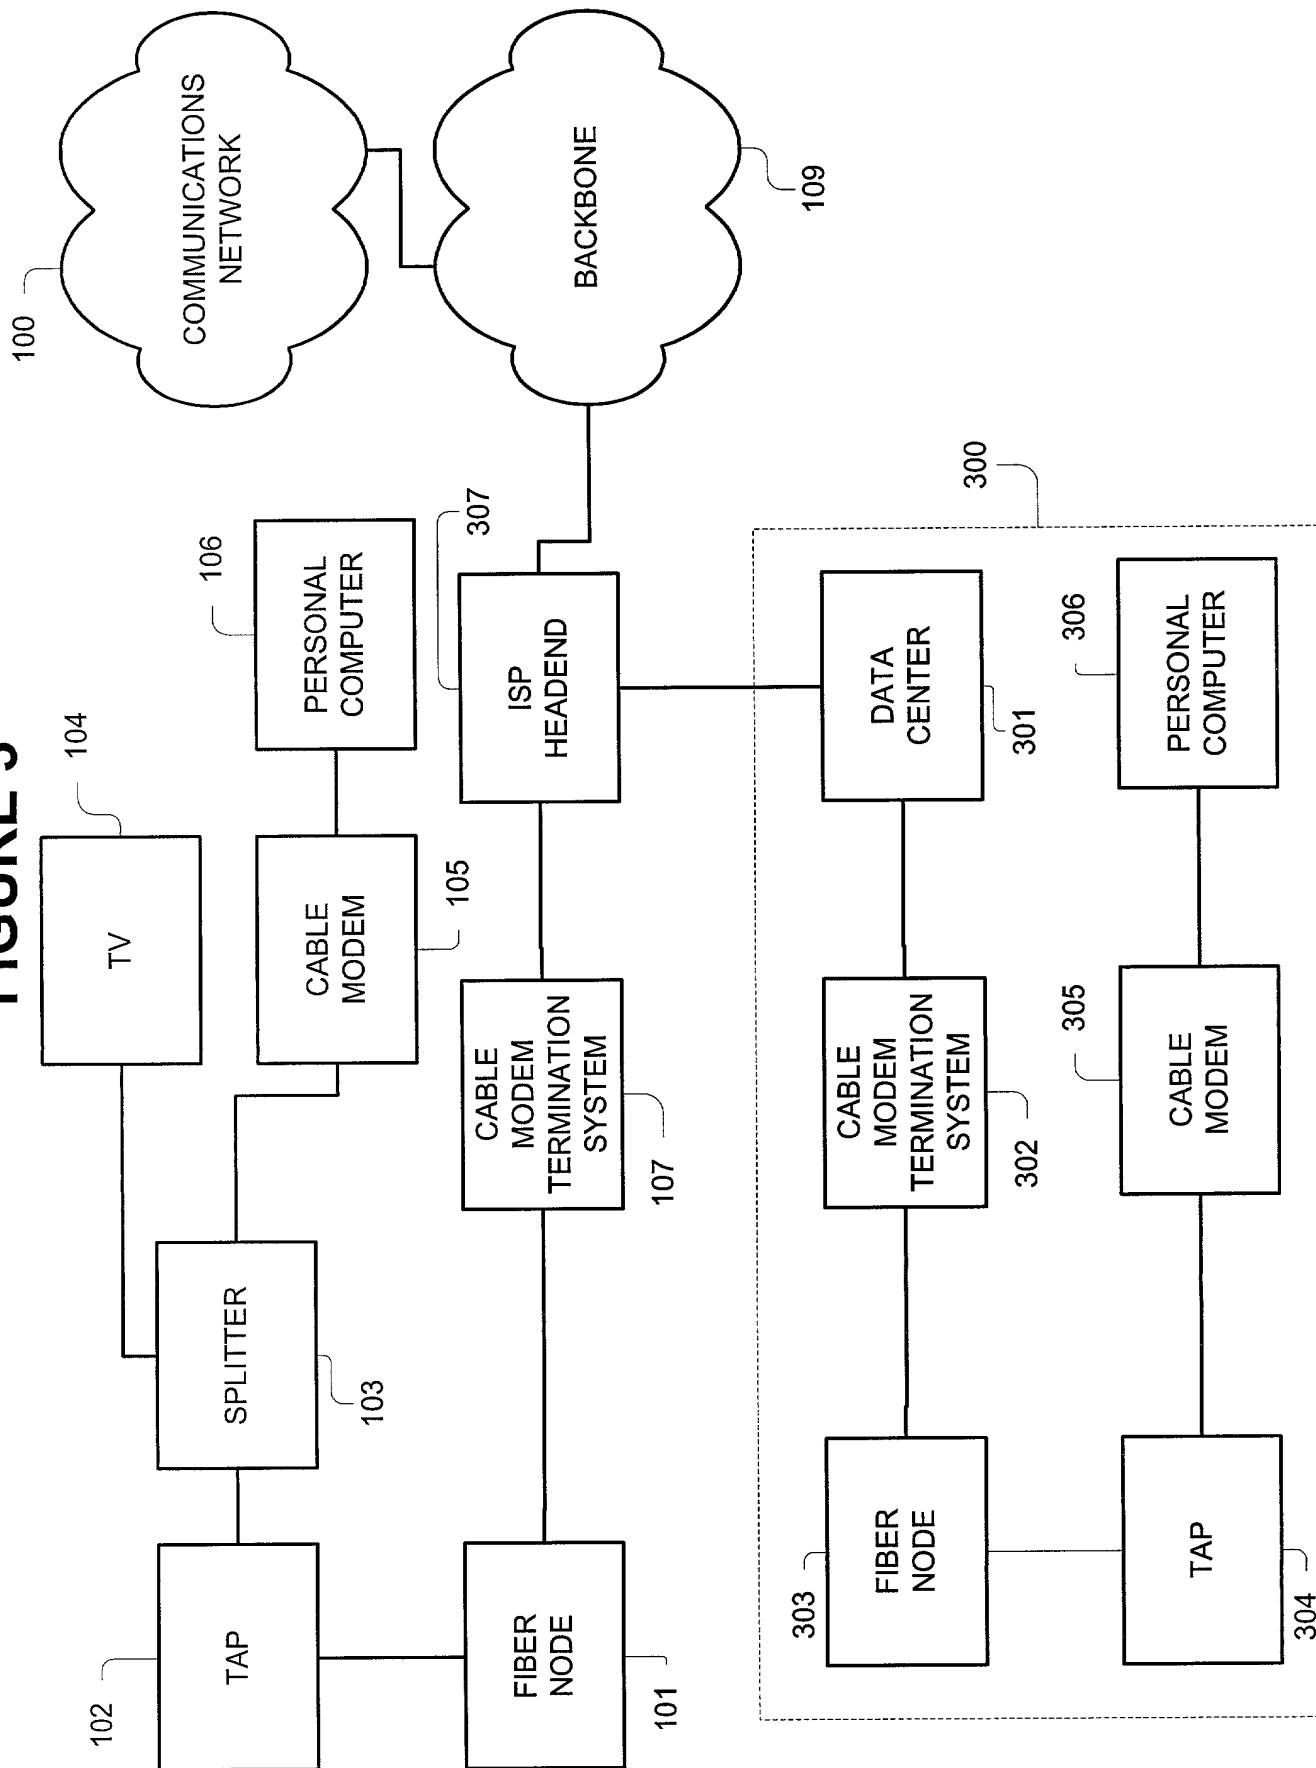 FIGURE
100
104
102
TV
106
COMMUNICATIONS
NETWORK
TAP
SPLITTER
CABLE
MODEM
PERSONAL
COMPUTER
103
105
307
FIBER
NODE
CABLE
MODEM
TERMINATION
SYSTEM
ISP
HEADEND
BACKBONE
101
107
109
303
FIBER
NODE
CABLE
MODEM
TERMINATION
SYSTEM
DATA
CENTER
300
302
301
305
306
TAP
CABLE
MODEM
PERSONAL
COMPUTER
304